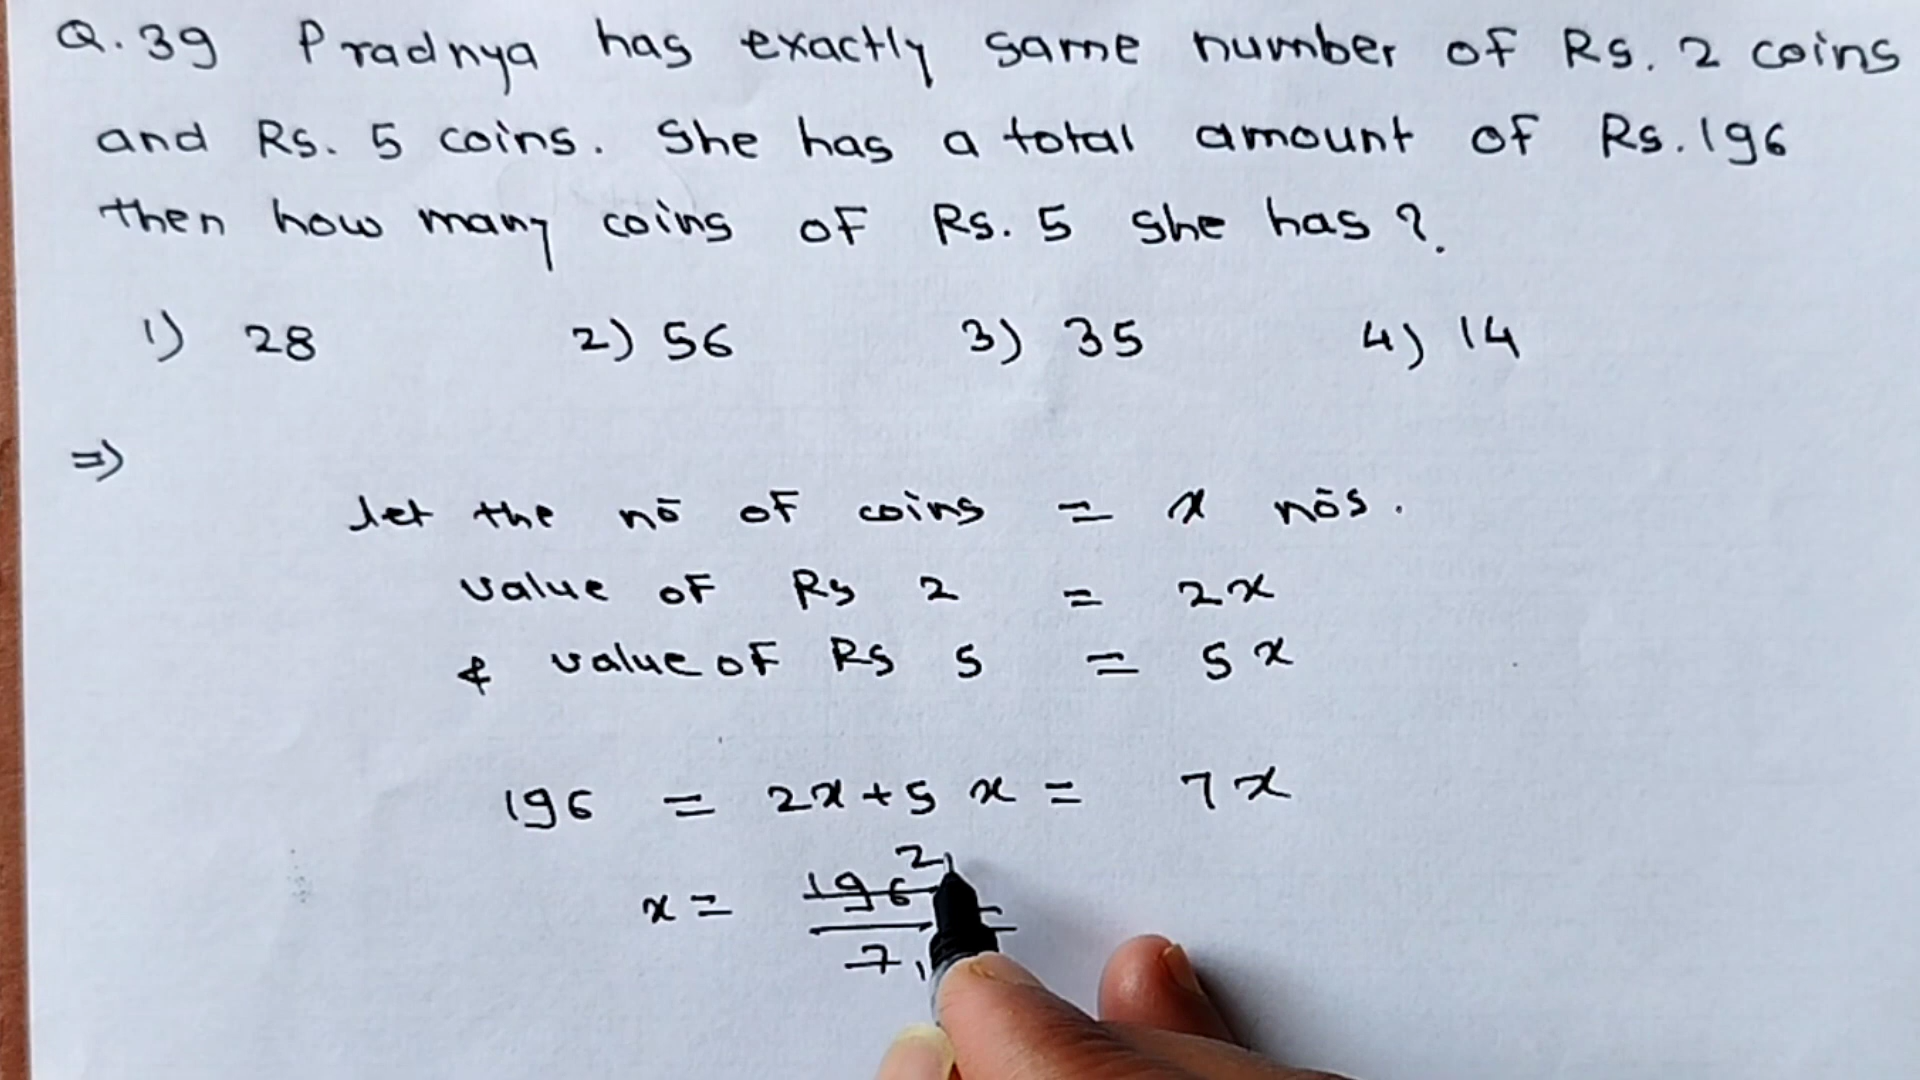 Q.39 Pradnya has exactly same number of Rs. 2 coins
and Rs. 5 coins. She has a total amount of Rs. 196
then how many coins of Rs. 5 she has ?
1) 28 2) 56 3) 35 4) 14
=>
let the nō of coins = x nōs.
value of Rs 2 = 2x
& value of Rs 5 = 5x
196 = 2x+5x = 7x
2
x = 196 =
7